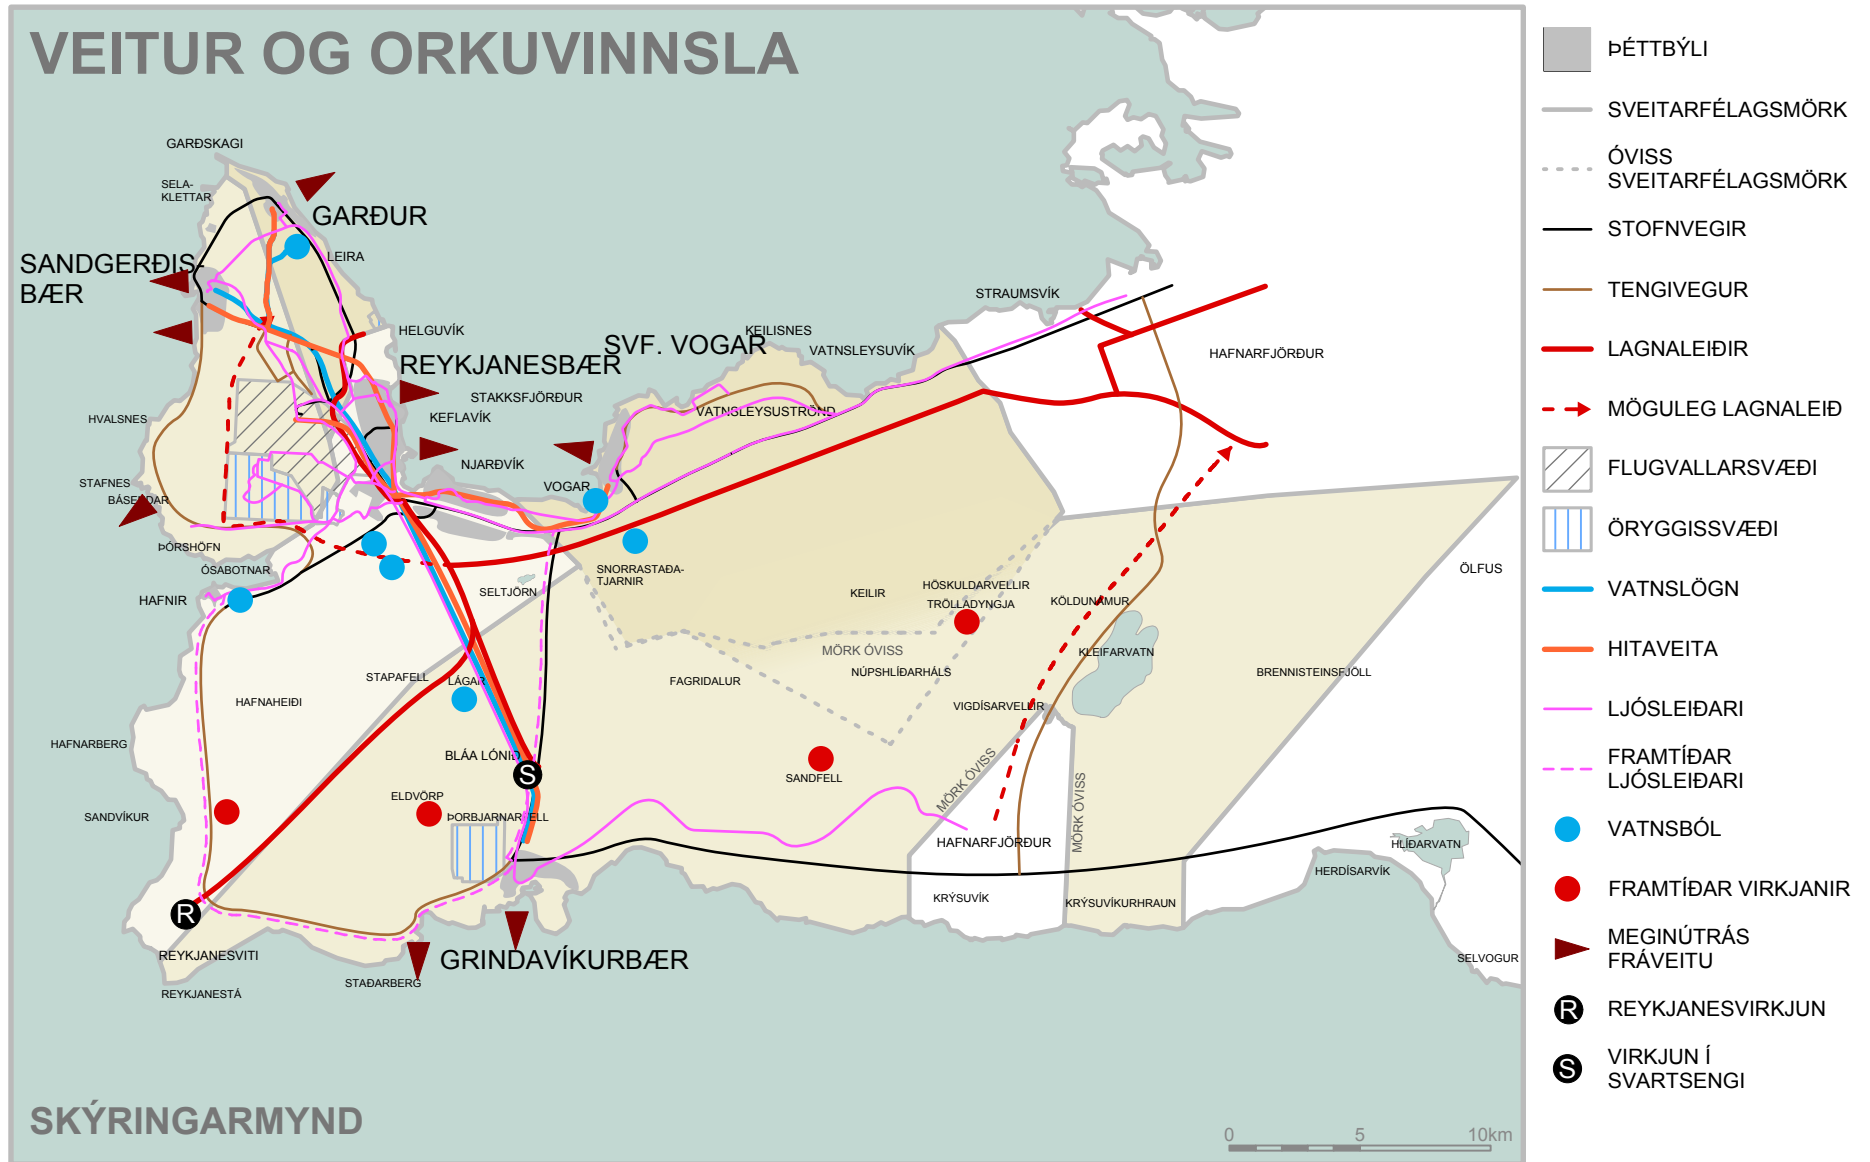 VEITUR OG ORKUVINNSLA
GARÐSKAGI
SELA-
KLETTAR
GARÐUR
LEIRA
SANDGERÐIS-
BÆR
HELGUVÍK
REYKJANESBÆR
STAKKSFJÖRÐUR
KEFLAVÍK
NJARÐVÍK
SVF. VOGAR
KEILISNES
VATNSLEYSUVÍK
STRAUMSVÍK
HAFNARFJÖRÐUR
VATNSLEYSUSTRÖND
HVALSNES
STAFNES
BÁSENDAR
ÞÓRSHÖFN
ÓSABOTNAR
HAFNIR
VOGAR
SNORRASTAÐA-
TJARNIR
SELTJÖRN
KEILIR
HÖSKULDARVELLIR
TRÖLLADYNGJA
KÖLDUNÁMUR
ÖLFUS
MÖRK ÓVISS
NÚPSHLÍÐARHÁLS
KLEIFARVATN
BRENNISTEINSFJÖLL
STAPAFELL
LÁGAR
FAGRIDALUR
VIGDÍSARVELLIR
HAFNAHEIÐI
HAFNARBERG
BLÁA LÓNIÐ
S
SANDFELL
MÖRK ÓVISS
MÖRK ÓVISS
ELDVÖRP
SANDVÍKUR
ÞORBJARNARFELL
HAFNARFJÖRÐUR
HLÍÐARVATN
HERDÍSARVÍK
KRÝSUVÍK
KRÝSUVÍKURHRAUN
R
REYKJANESVITI
GRINDAVÍKURBÆR
STAÐARBERG
REYKJANESTÁ
SELVOGUR
SKÝRINGARMYND
0
5
10km
ÞÉTTBÝLI
SVEITARFÉLAGSMÖRK
ÓVISS
SVEITARFÉLAGSMÖRK
STOFNVEGIR
TENGIVEGUR
LAGNALEIÐIR
MÖGULEG LAGNALEIÐ
FLUGVALLARSVÆÐI
ÖRYGGISSVÆÐI
VATNSLÖGN
HITAVEITA
LJÓSLEIÐARI
FRAMTÍÐAR
LJÓSLEIÐARI
VATNSBÓL
FRAMTÍÐAR VIRKJANIR
MEGINÚTRÁS
FRÁVEITU
R
REYKJANESVIRKJUN
S
VIRKJUN Í
SVARTSENGI